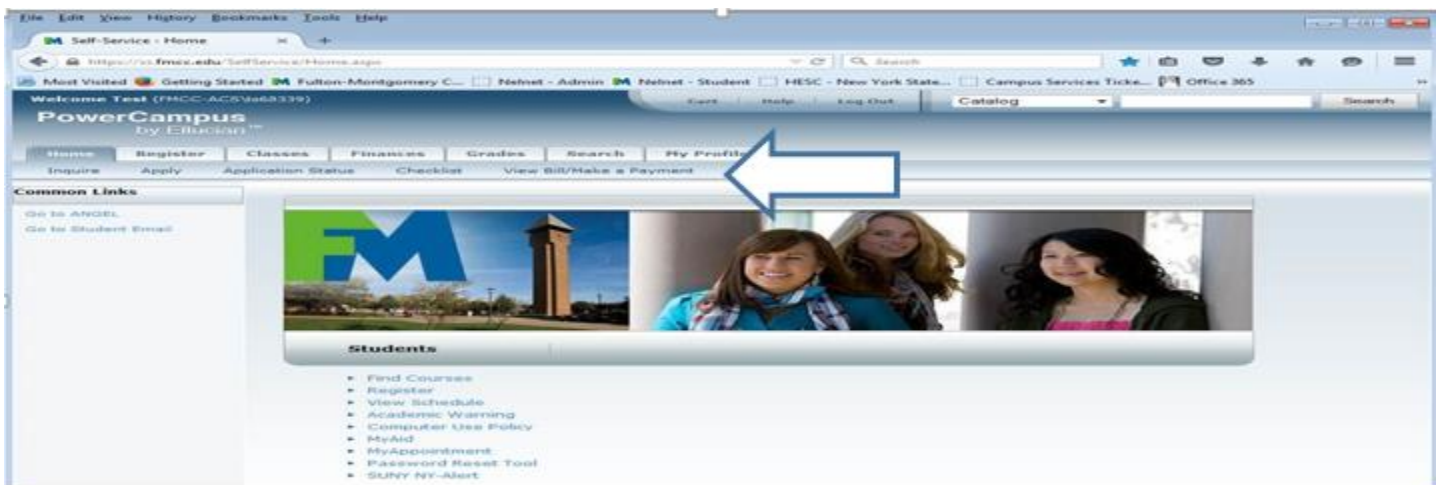 File Edit View History Bookmarks Tools Help
Self-Service - Home
https://ss.fmcc.edu/SelfService/Home.aspx Search
Most Visited Getting Started Fulton-Montgomery C... Nelnet - Admin Nelnet - Student HESC - New York State... Campus Services Ticke... Office 365
Welcome Test Cart Help Log Out Catalog Search
PowerCampus
by Ellucian™
Home Register Classes Finances Grades Search My Profile
Inquire Apply Application Status Checklist View Bill/Make a Payment
Common Links
Go to ANGEL
Go to Student Email
FM
Students
Find Courses
Register
View Schedule
Academic Warning
Computer Use Policy
MyAid
MyAppointment
Password Reset Tool
SUNY NY-Alert